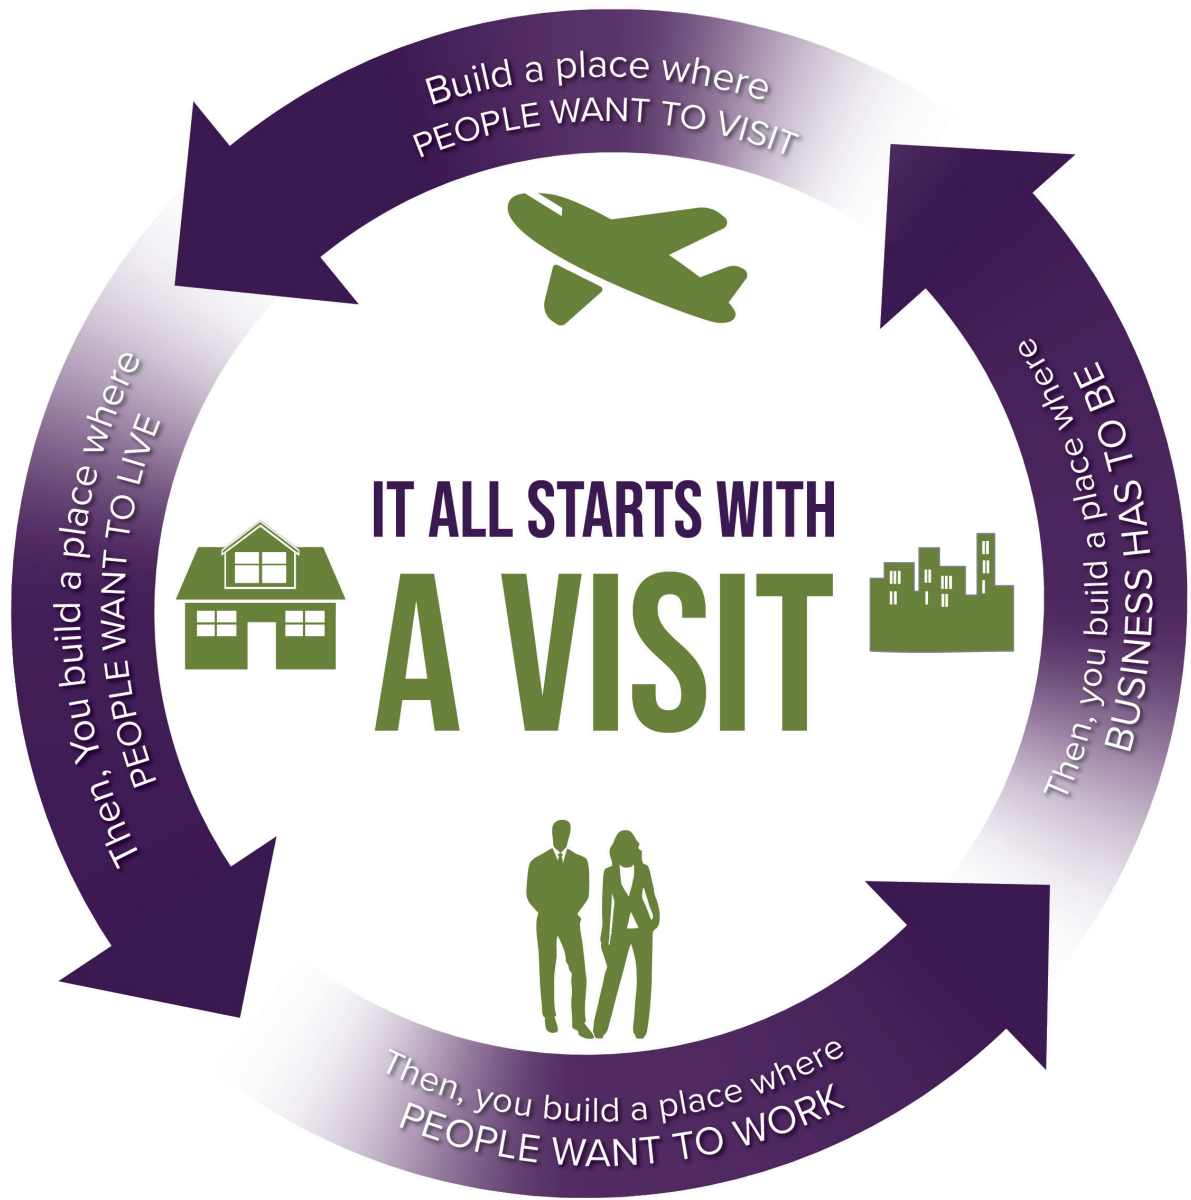 Build a place where
PEOPLE WANT TO VISIT
Then, You build a place where
PEOPLE WANT TO LIVE
IT ALL STARTS WITH
A VISIT
Then, you build a place where
BUSINESS HAS TO BE
Then, you build a place where
PEOPLE WANT TO WORK